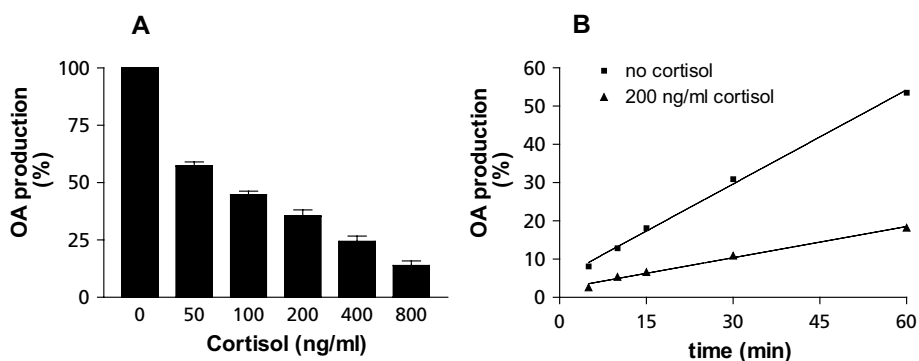 A
OA production
(%)
100
75
50
25
0
0 50 100 200 400 800
Cortisol (ng/ml)
B
no cortisol
200 ng/ml cortisol
OA production
(%)
60
50
40
30
20
10
0
0 15 30 45 60
time (min)